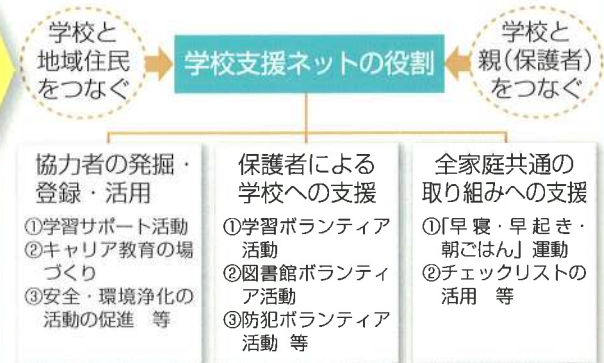 学校と
地域住民
をつなぐ
学校支援ネットの役割
学校と
親(保護者)
をつなぐ
協力者の発掘・
登録・活用
①学習サポート活動
②キャリア教育の場
づくり
③安全・環境浄化の
活動の促進 等
保護者による
学校への支援
①学習ボランティア
活動
②図書館ボランティ
ア活動
③防犯ボランティア
活動 等
全家庭共通の
取り組みへの支援
①「早寝・早起き・
朝ごはん」運動
②チェックリストの
活用 等